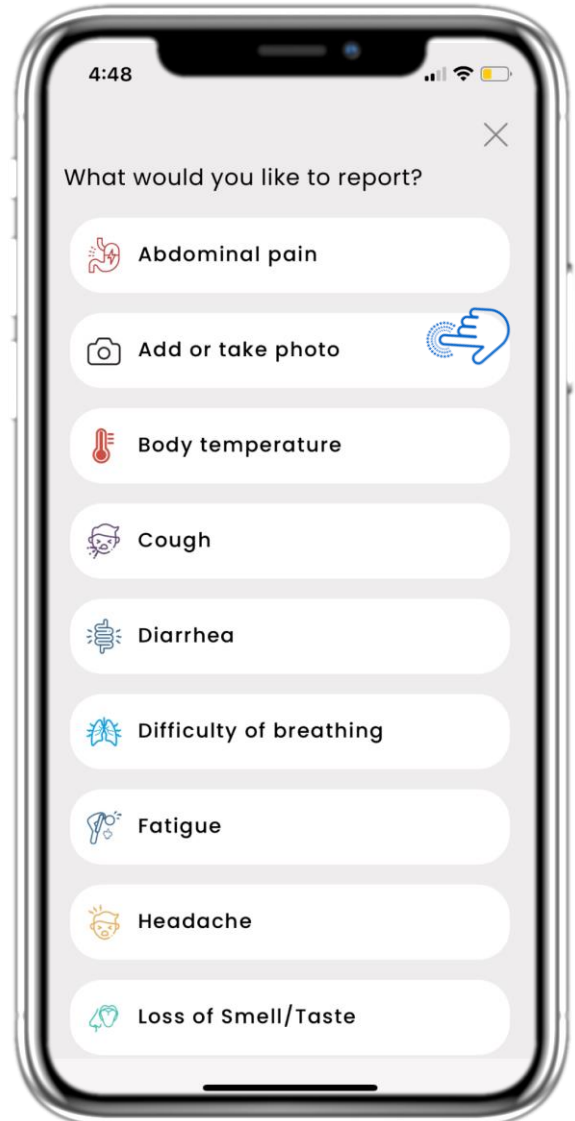 4:48
What would you like to report?
Abdominal pain
Add or take photo
Body temperature
Cough
Diarrhea
Difficulty of breathing
Fatigue
Headache
Loss of Smell/Taste